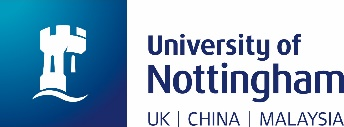 University of
Nottingham
UK | CHINA | MALAYSIA